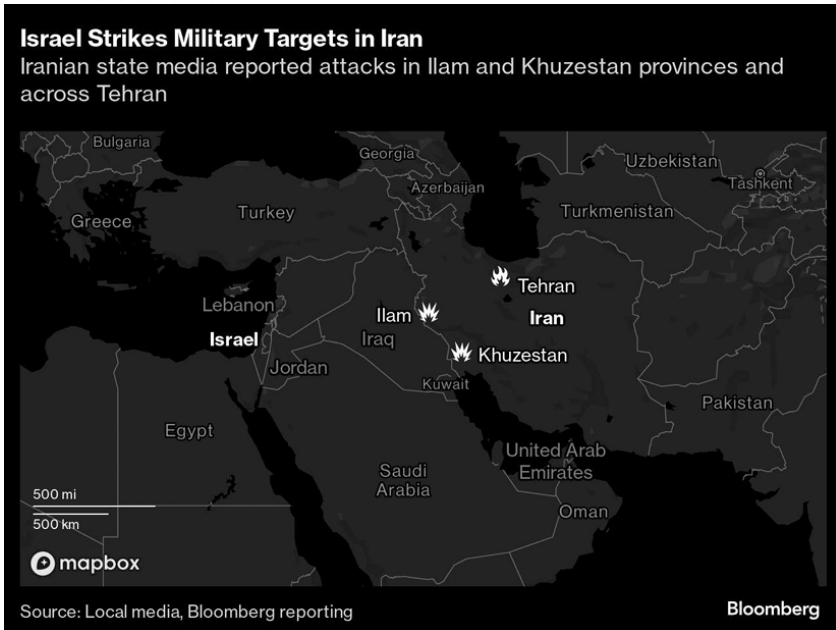 Israel Strikes Military Targets in Iran
Iranian state media reported attacks in Ilam and Khuzestan provinces and
across Tehran
Bulgaria
Georgia
Uzbekistan
Azerbaijan
Tashkent
Greece
Turkey
Turkmenistan
Tehran
Lebanon
Ilam
Iran
Israel
Iraq
Khuzestan
Jordan
Kuwait
Pakistan
Egypt
United Arab
Emirates
Saudi
Arabia
500 mi
Oman
500 km
mapbox
Source: Local media, Bloomberg reporting
Bloomberg